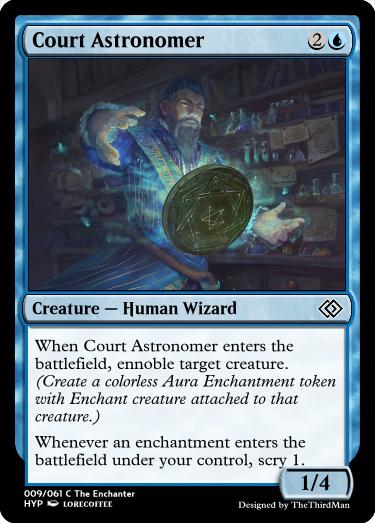 Court Astronomer 2
Creature — Human Wizard
When Court Astronomer enters the
battlefield, ennoble target creature.
(Create a colorless Aura Enchantment token
with Enchant creature attached to that
creature.)
Whenever an enchantment enters the
battlefield under your control, scry 1.
1/4
009/061 C The Enchanter
HYP LORECOFFEE
Designed by TheThirdMan